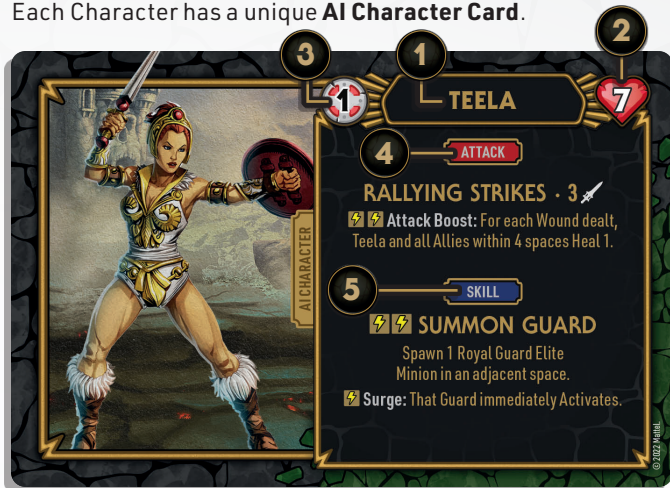 Each Character has a unique AI Character Card.
3
1
2
1
TEELA
7
4
ATTACK
RALLYING STRIKES · 3
Attack Boost: For each Wound dealt,
Teela and all Allies within 4 spaces Heal 1.
AI CHARACTER
5
SKILL
SUMMON GUARD
Spawn 1 Royal Guard Elite
Minion in an adjacent space.
Surge: That Guard immediately Activates.
©2022 Mattel.